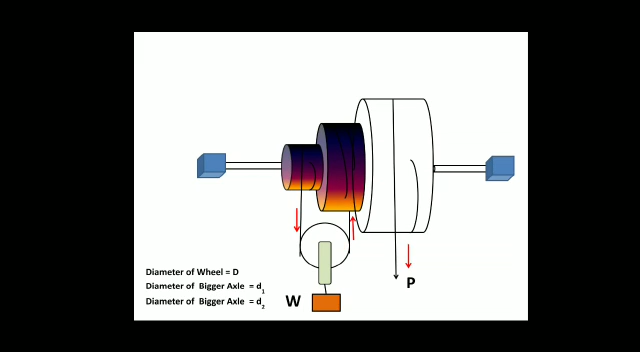 P
Diameter of Wheel = D
Diameter of Bigger Axle = d1
Diameter of Bigger Axle = d2
W